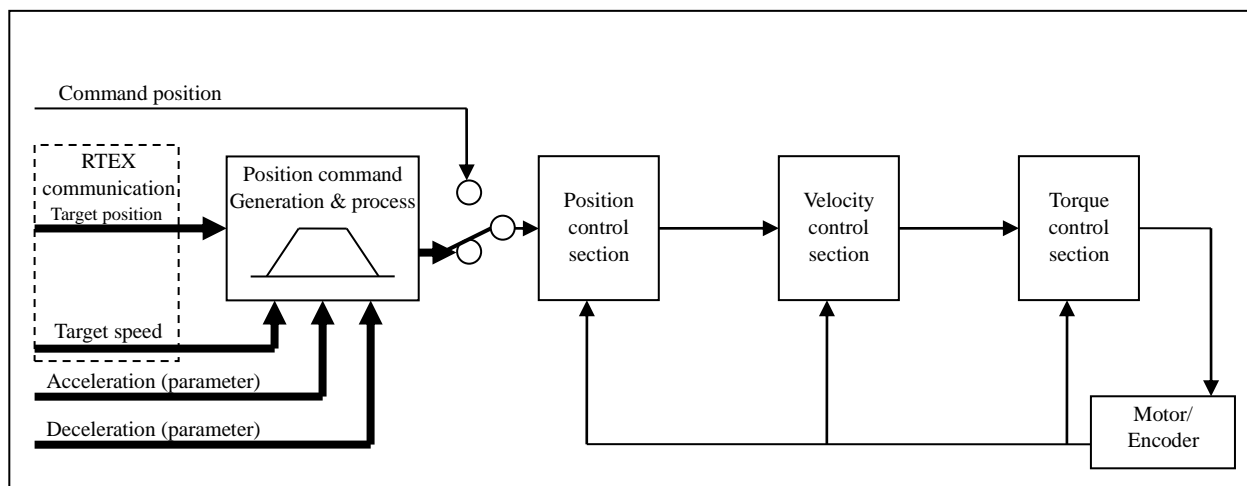 Command position
RTEX
communication
Target position
Position command
Generation & process
Position
control
section
Velocity
control
section
Torque
control
section
Target speed
Acceleration (parameter)
Deceleration (parameter)
Motor/
Encoder